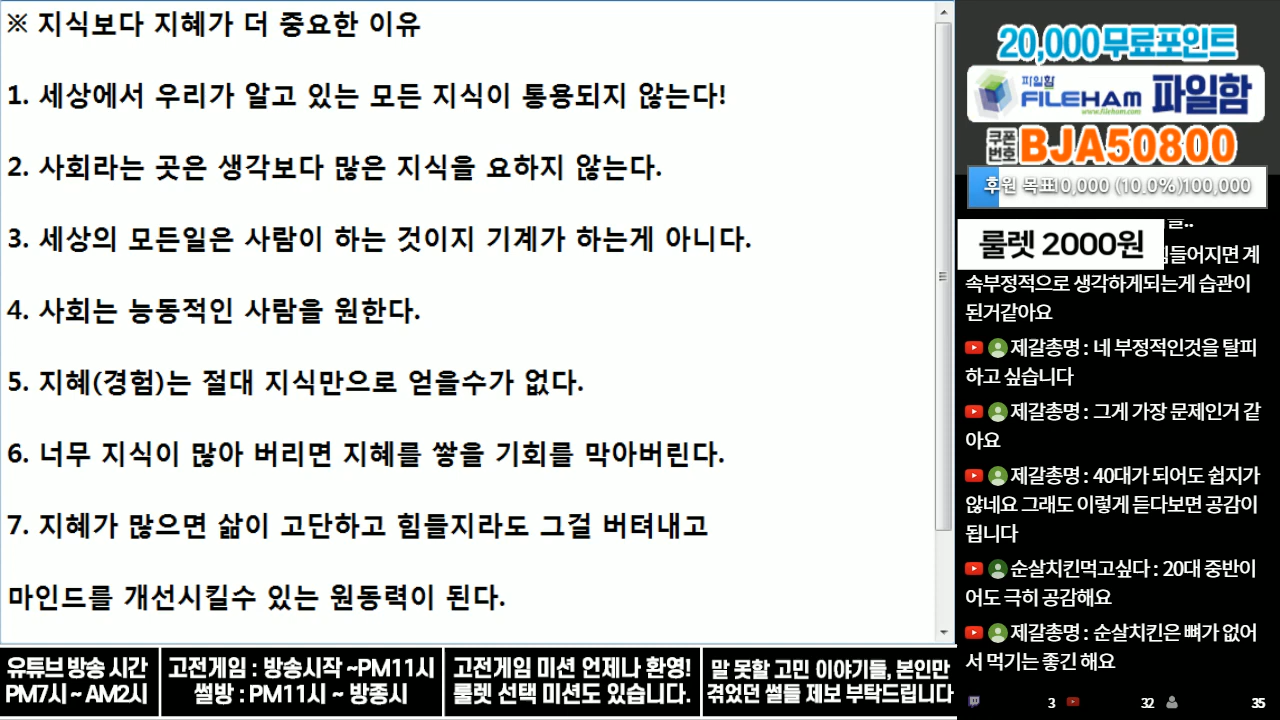 ※ 지식보다 지혜가 더 중요한 이유
1. 세상에서 우리가 알고 있는 모든 지식이 통용되지 않는다!
2. 사회라는 곳은 생각보다 많은 지식을 요하지 않는다.
3. 세상의 모든일은 사람이 하는 것이지 기계가 하는게 아니다.
4. 사회는 능동적인 사람을 원한다.
5. 지혜(경험)는 절대 지식만으로 얻을수가 없다.
6. 너무 지식이 많아 버리면 지혜를 쌓을 기회를 막아버린다.
7. 지혜가 많으면 삶이 고단하고 힘들지라도 그걸 버텨내고
마인드를 개선시킬수 있는 원동력이 된다.
20,000무료포인트
파일함
FILEHAM 파일함
www.fileham.com
쿠폰
번호 BJA50800
후원 목표 10,000 (10.0%)100,000
룰렛 2000원
힘들어지면 계
속부정적으로 생각하게되는게 습관이
된거같아요
제갈총명 : 네 부정적인것을 탈피
하고 싶습니다
제갈총명 : 그게 가장 문제인거 같
아요
제갈총명 : 40대가 되어도 쉽지가
않네요 그래도 이렇게 듣다보면 공감이
됩니다
순살치킨먹고싶다 : 20대 중반이
어도 극히 공감해요
제갈총명 : 순살치킨은 뼈가 없어
서 먹기는 좋긴 해요
3 32 35
유튜브 방송 시간
PM7시 ~ AM2시
고전게임 : 방송시작 ~PM11시
썰방 : PM11시 ~ 방종시
고전게임 미션 언제나 환영!
룰렛 선택 미션도 있습니다.
말 못할 고민 이야기들, 본인만
겪었던 썰들 제보 부탁드립니다